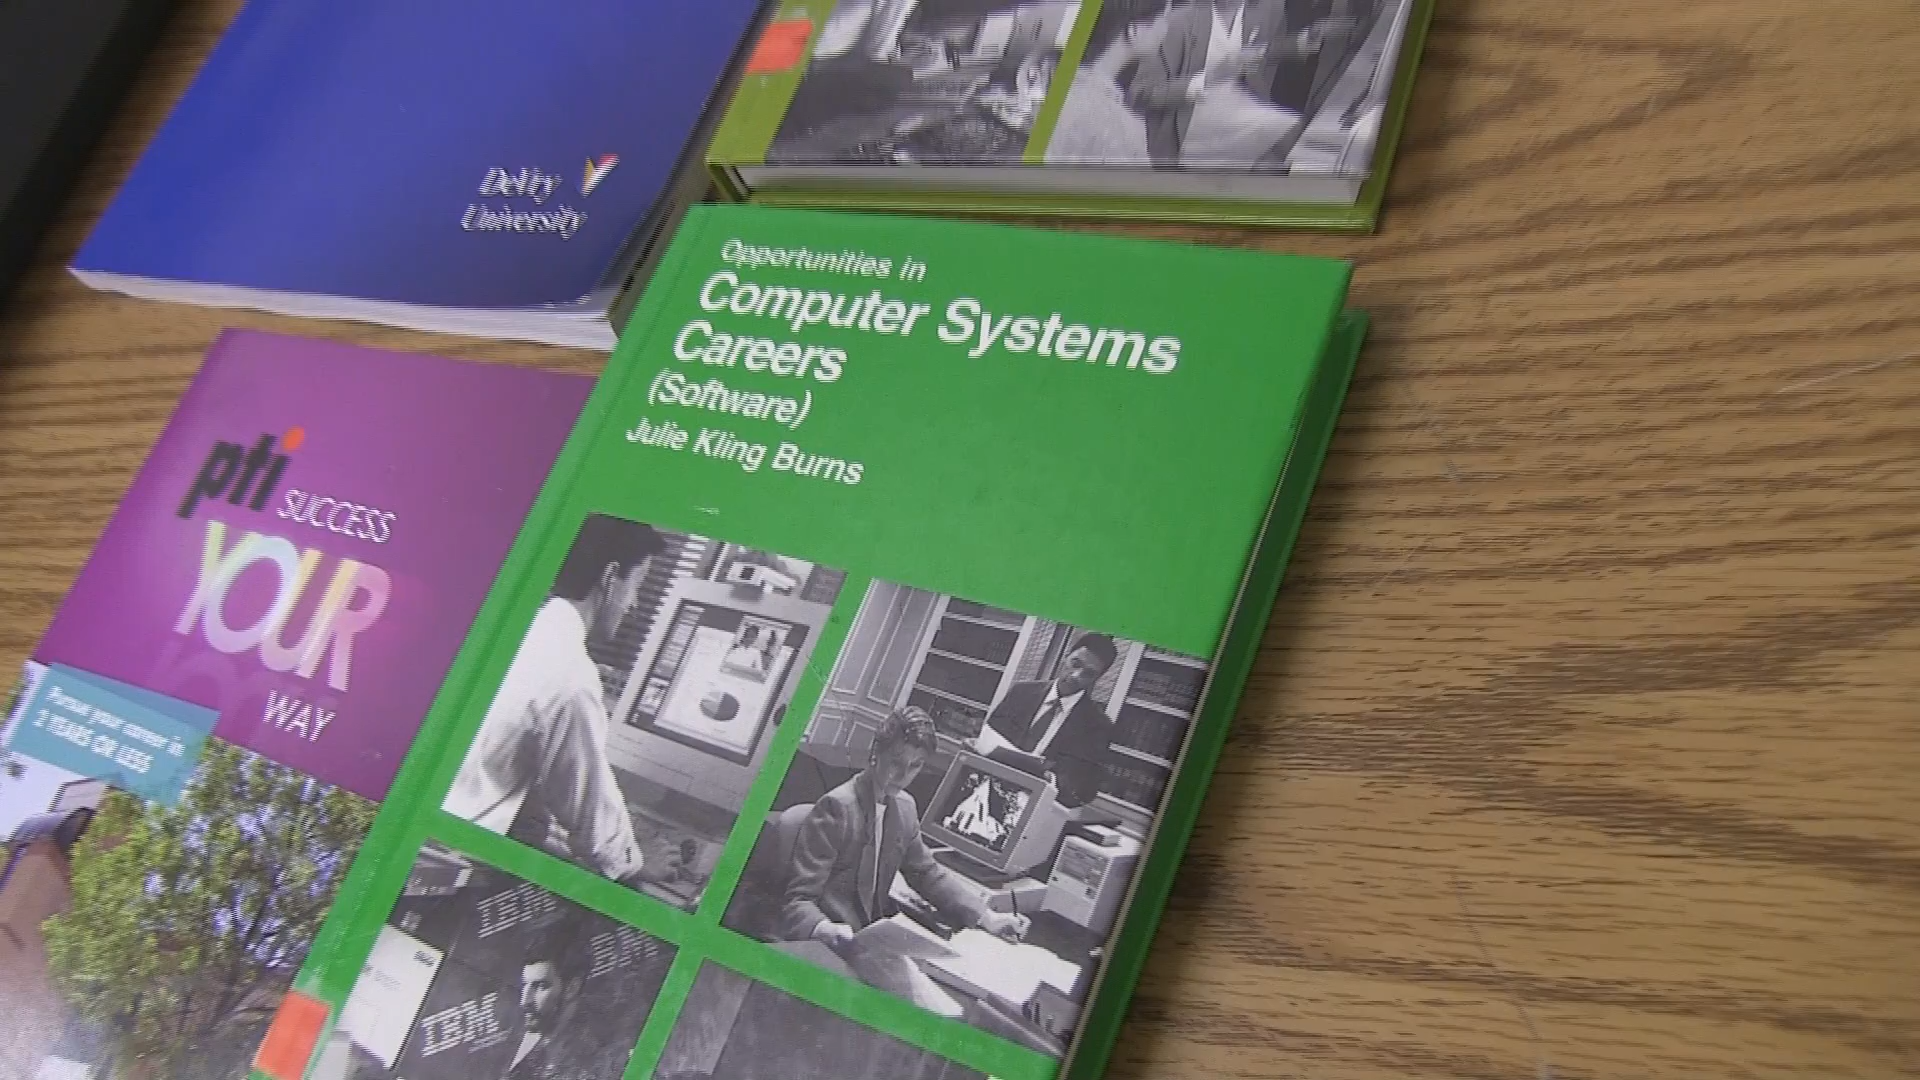 DeVry
University
Opportunities in
Computer Systems
Careers
(Software)
Julie Kling Burns
pti SUCCESS
YOUR
WAY
Pursue your career in
2 YEARS OR LESS
IBM
IBM
IBM